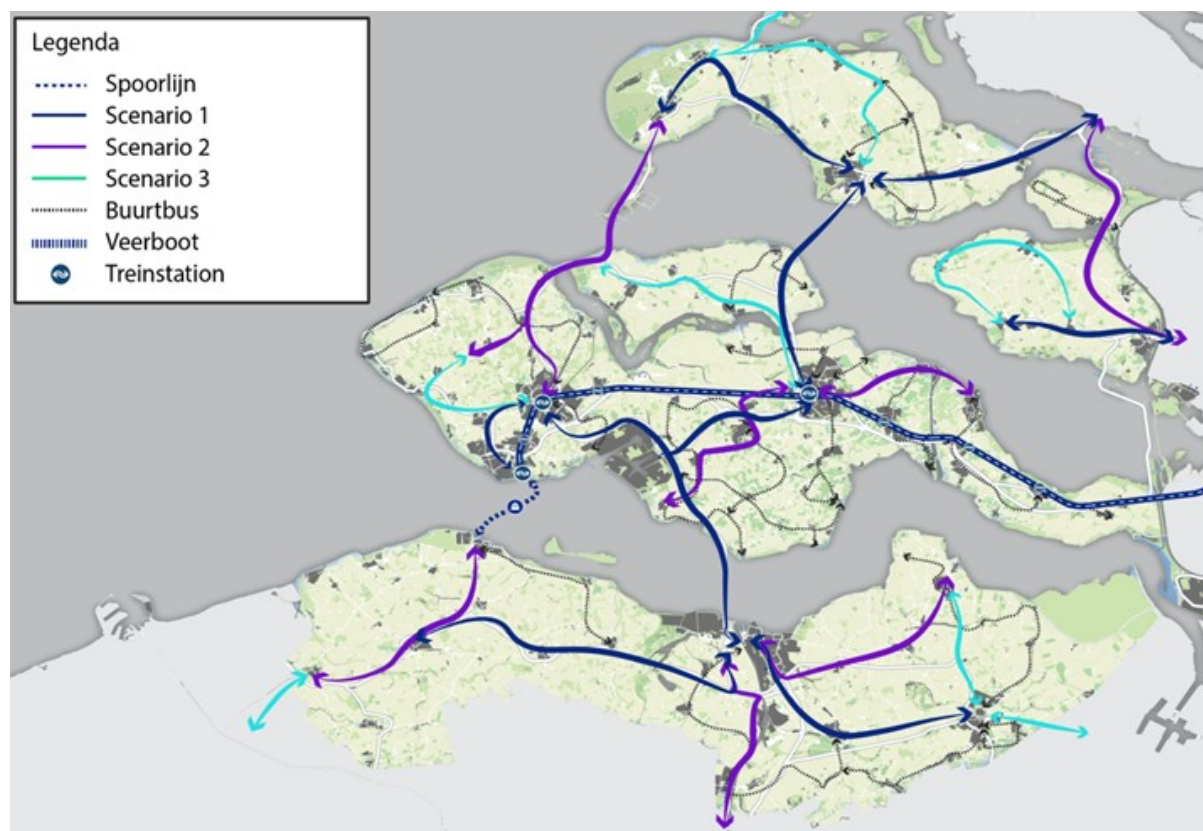 Legenda
Spoorlijn
Scenario 1
Scenario 2
Scenario 3
Buurtbus
Veerboot
Treinstation